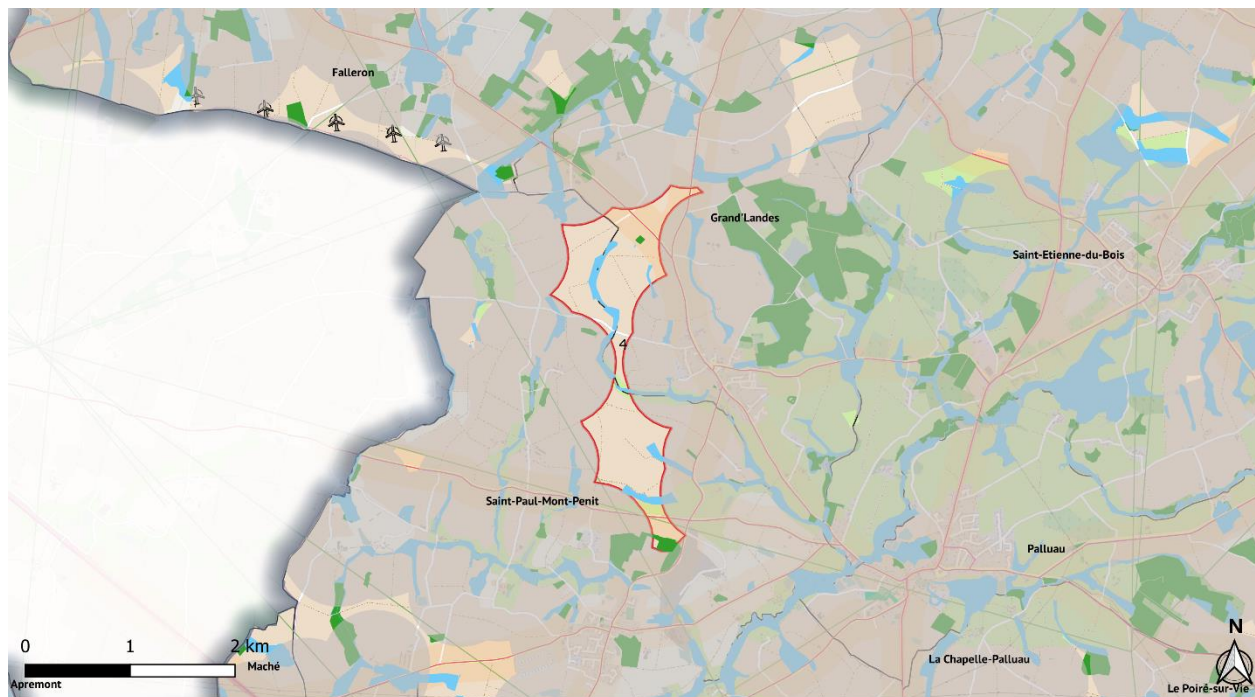 Falleron
Grand'Landes
Saint-Etienne-du-Bois
4
Saint-Paul-Mont-Penit
Palluau
N
0 1 2 km
Maché
La Chapelle-Palluau
Apremont
Le Poiré-sur-Vie